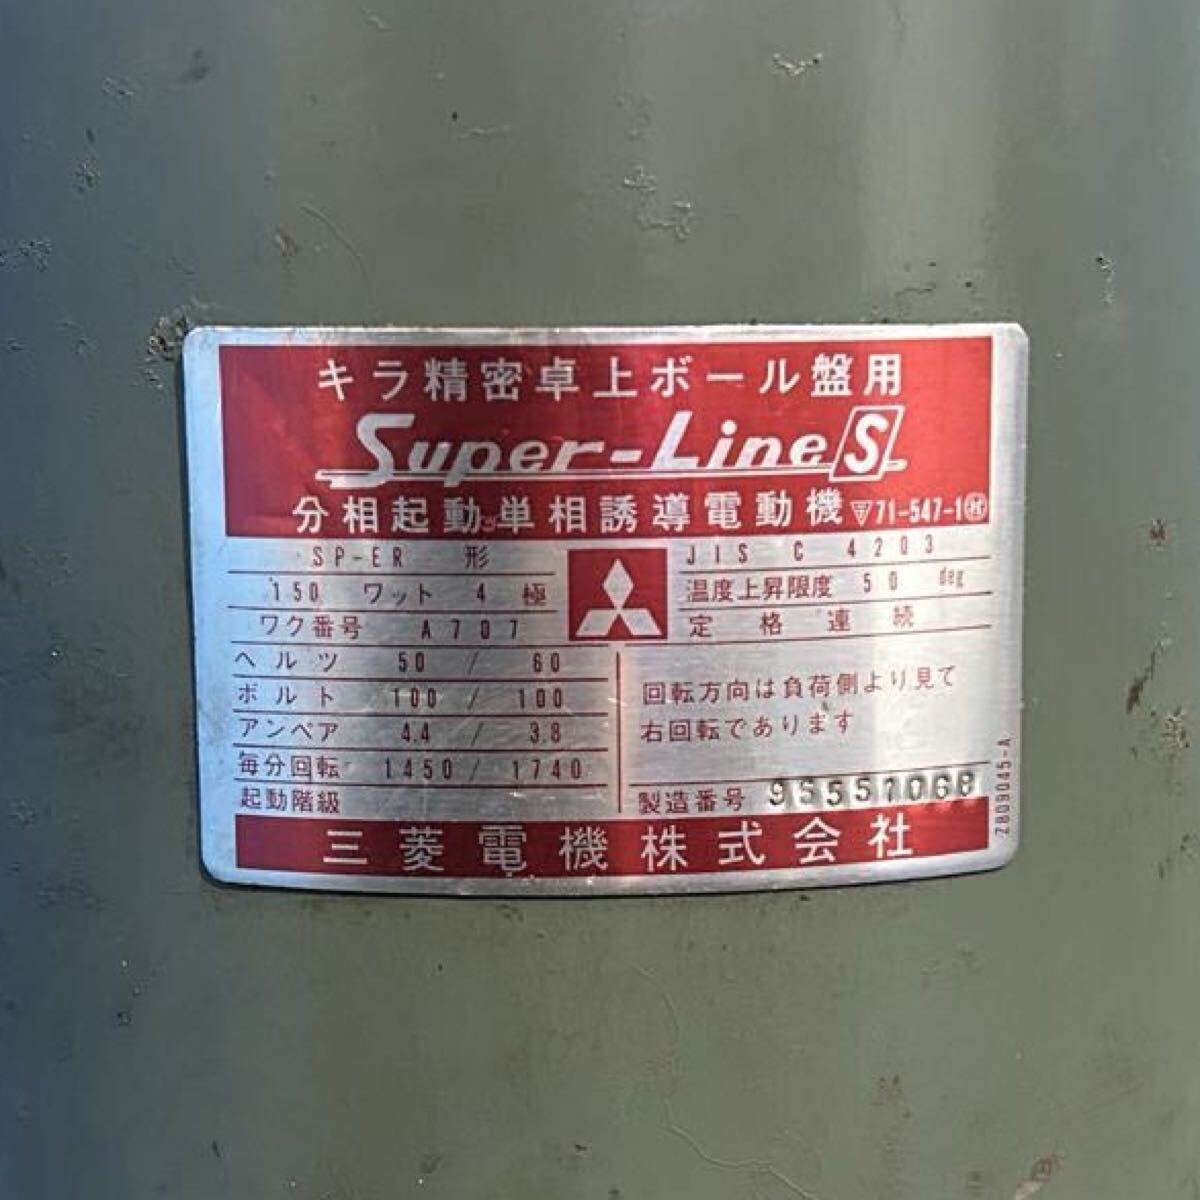 キラ精密卓上ボール盤用
Super-Line S
分相起動単相誘導電動機 〒71-547-1
SP-ER 形
150 ワット 4 極
ワク番号 A707
JIS C 4203
温度上昇限度 50 deg
定格連続
ヘルツ 50 / 60
ボルト 100 / 100
アンペア 4.4 / 3.8
毎分回転 1450 / 1740
起動階級
回転方向は負荷側より見て
右回転であります
製造番号
Z809045-A
三菱電機株式会社